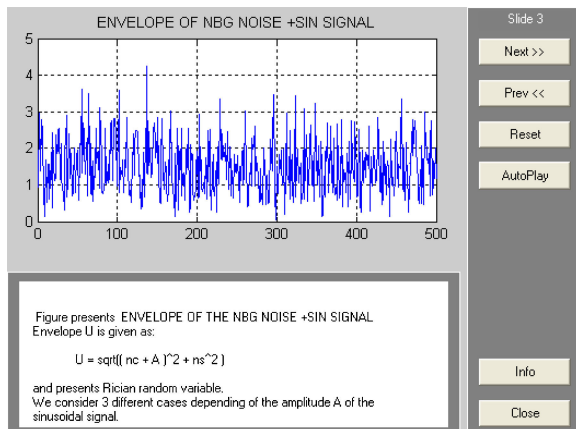 ENVELOPE OF NBG NOISE +SIN SIGNAL
5
4
3
2
1
0
0 100 200 300 400 500
Slide 3
Next >>
Prev <<
Reset
AutoPlay
Info
Close
Figure presents ENVELOPE OF THE NBG NOISE +SIN SIGNAL
Envelope U is given as:
U = sqrt(( nc + A )^2 + ns^2 )
and presents Rician random variable.
We consider 3 different cases depending of the amplitude A of the
sinusoidal signal.